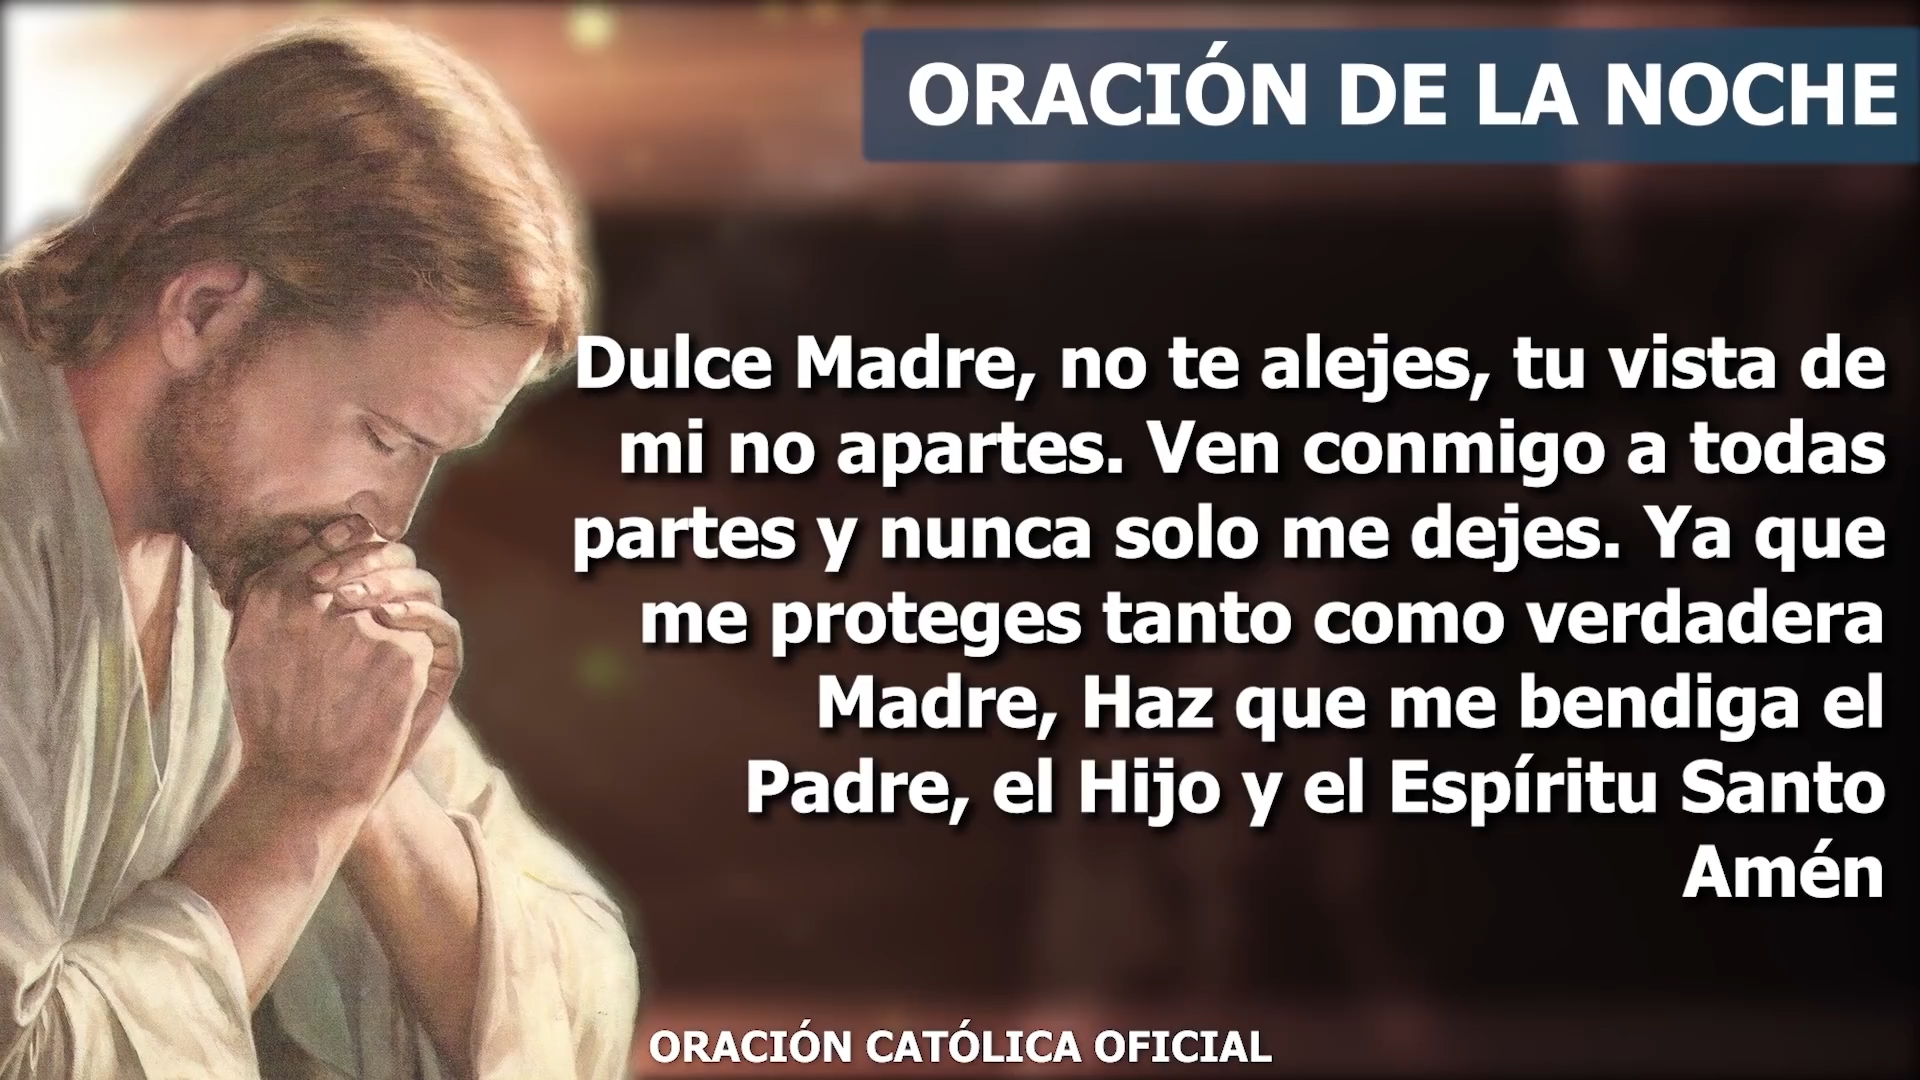 ORACIÓN DE LA NOCHE
Dulce Madre, no te alejes, tu vista de
mi no apartes. Ven conmigo a todas
partes y nunca solo me dejes. Ya que
me proteges tanto como verdadera
Madre, Haz que me bendiga el
Padre, el Hijo y el Espíritu Santo
Amén
ORACIÓN CATÓLICA OFICIAL